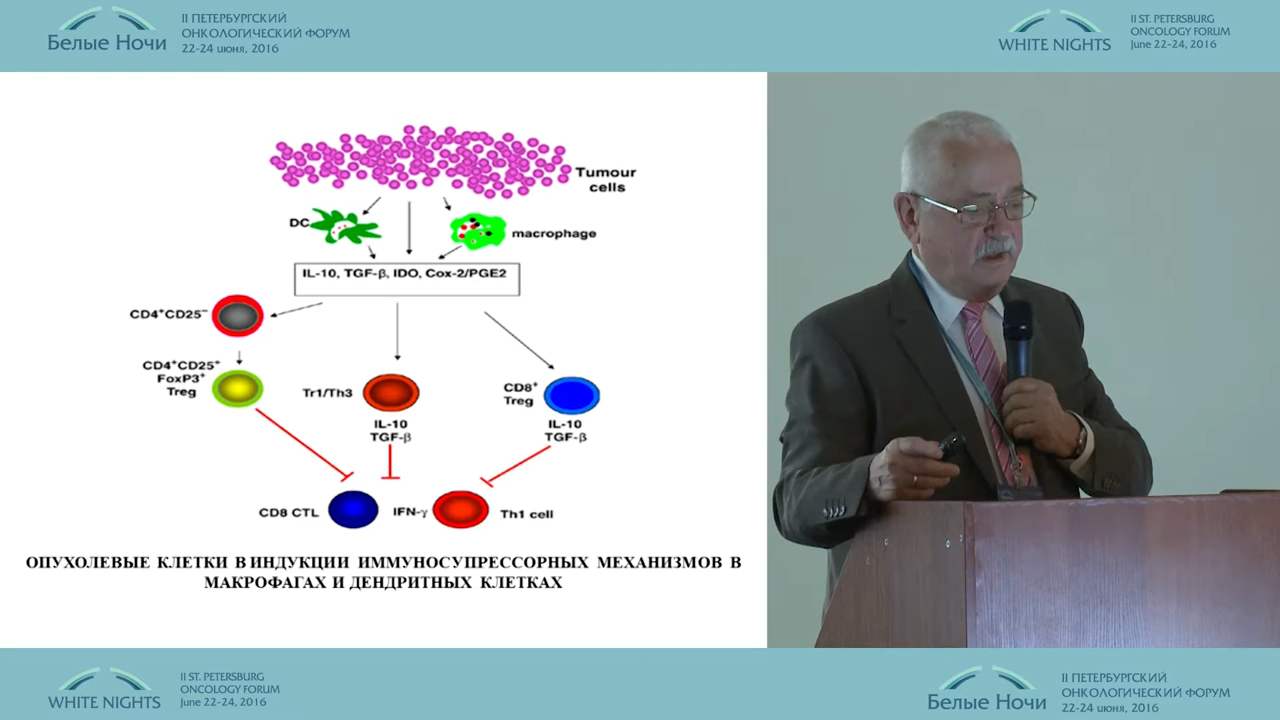 Белые Ночи
II ПЕТЕРБУРГСКИЙ
ОНКОЛОГИЧЕСКИЙ ФОРУМ
22-24 июня, 2016
WHITE NIGHTS
II ST. PETERSBURG
ONCOLOGY FORUM
June 22-24, 2016
Tumour
cells
DC
macrophage
IL-10, TGF-β, IDO, Cox-2/PGE2
CD4⁺CD25⁻
CD4⁺CD25⁺
FoxP3⁺
Treg
Tr1/Th3
IL-10
TGF-β
CD8⁺
Treg
IL-10
TGF-β
CD8 CTL
IFN-γ
Th1 cell
ОПУХОЛЕВЫЕ КЛЕТКИ В ИНДУКЦИИ ИММУНОСУПРЕССОРНЫХ МЕХАНИЗМОВ В
МАКРОФАГАХ И ДЕНДРИТНЫХ КЛЕТКАХ
WHITE NIGHTS
II ST. PETERSBURG
ONCOLOGY FORUM
June 22-24, 2016
Белые Ночи
II ПЕТЕРБУРГСКИЙ
ОНКОЛОГИЧЕСКИЙ ФОРУМ
22-24 июня, 2016